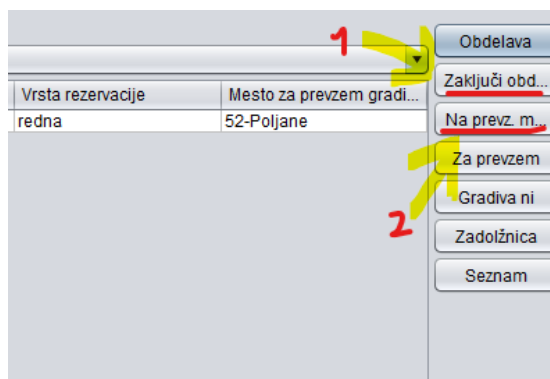 1
Obdelava
Zaključi obd...
Vrsta rezervacije
Mesto za prevzem gradi...
redna
52-Poljane
Na prevz. m...
Za prevzem
2
Gradiva ni
Zadolžnica
Seznam